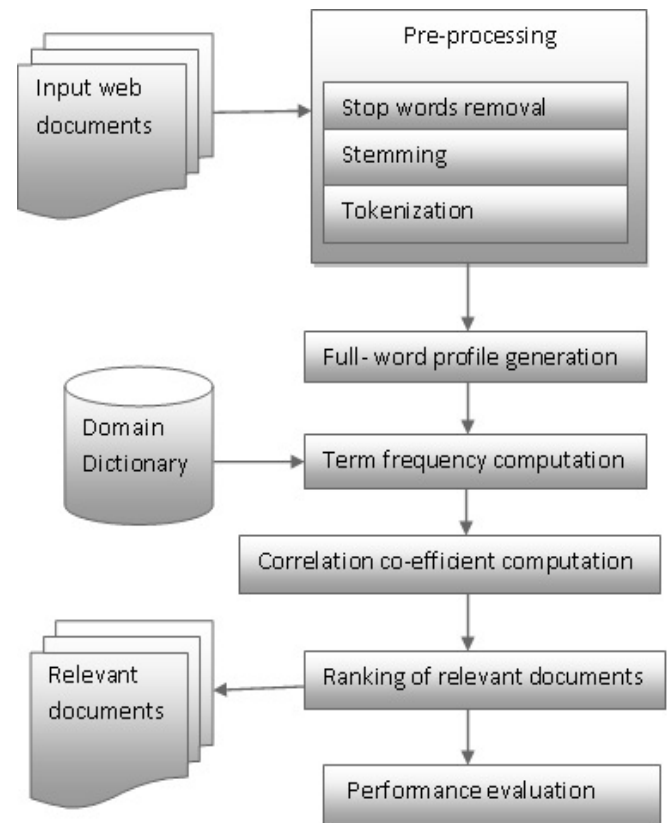 Input web
documents
Pre-processing
Stop words removal
Stemming
Tokenization
Full- word profile generation
Domain
Dictionary
Term frequency computation
Correlation co-efficient computation
Relevant
documents
Ranking of relevant documents
Performance evaluation